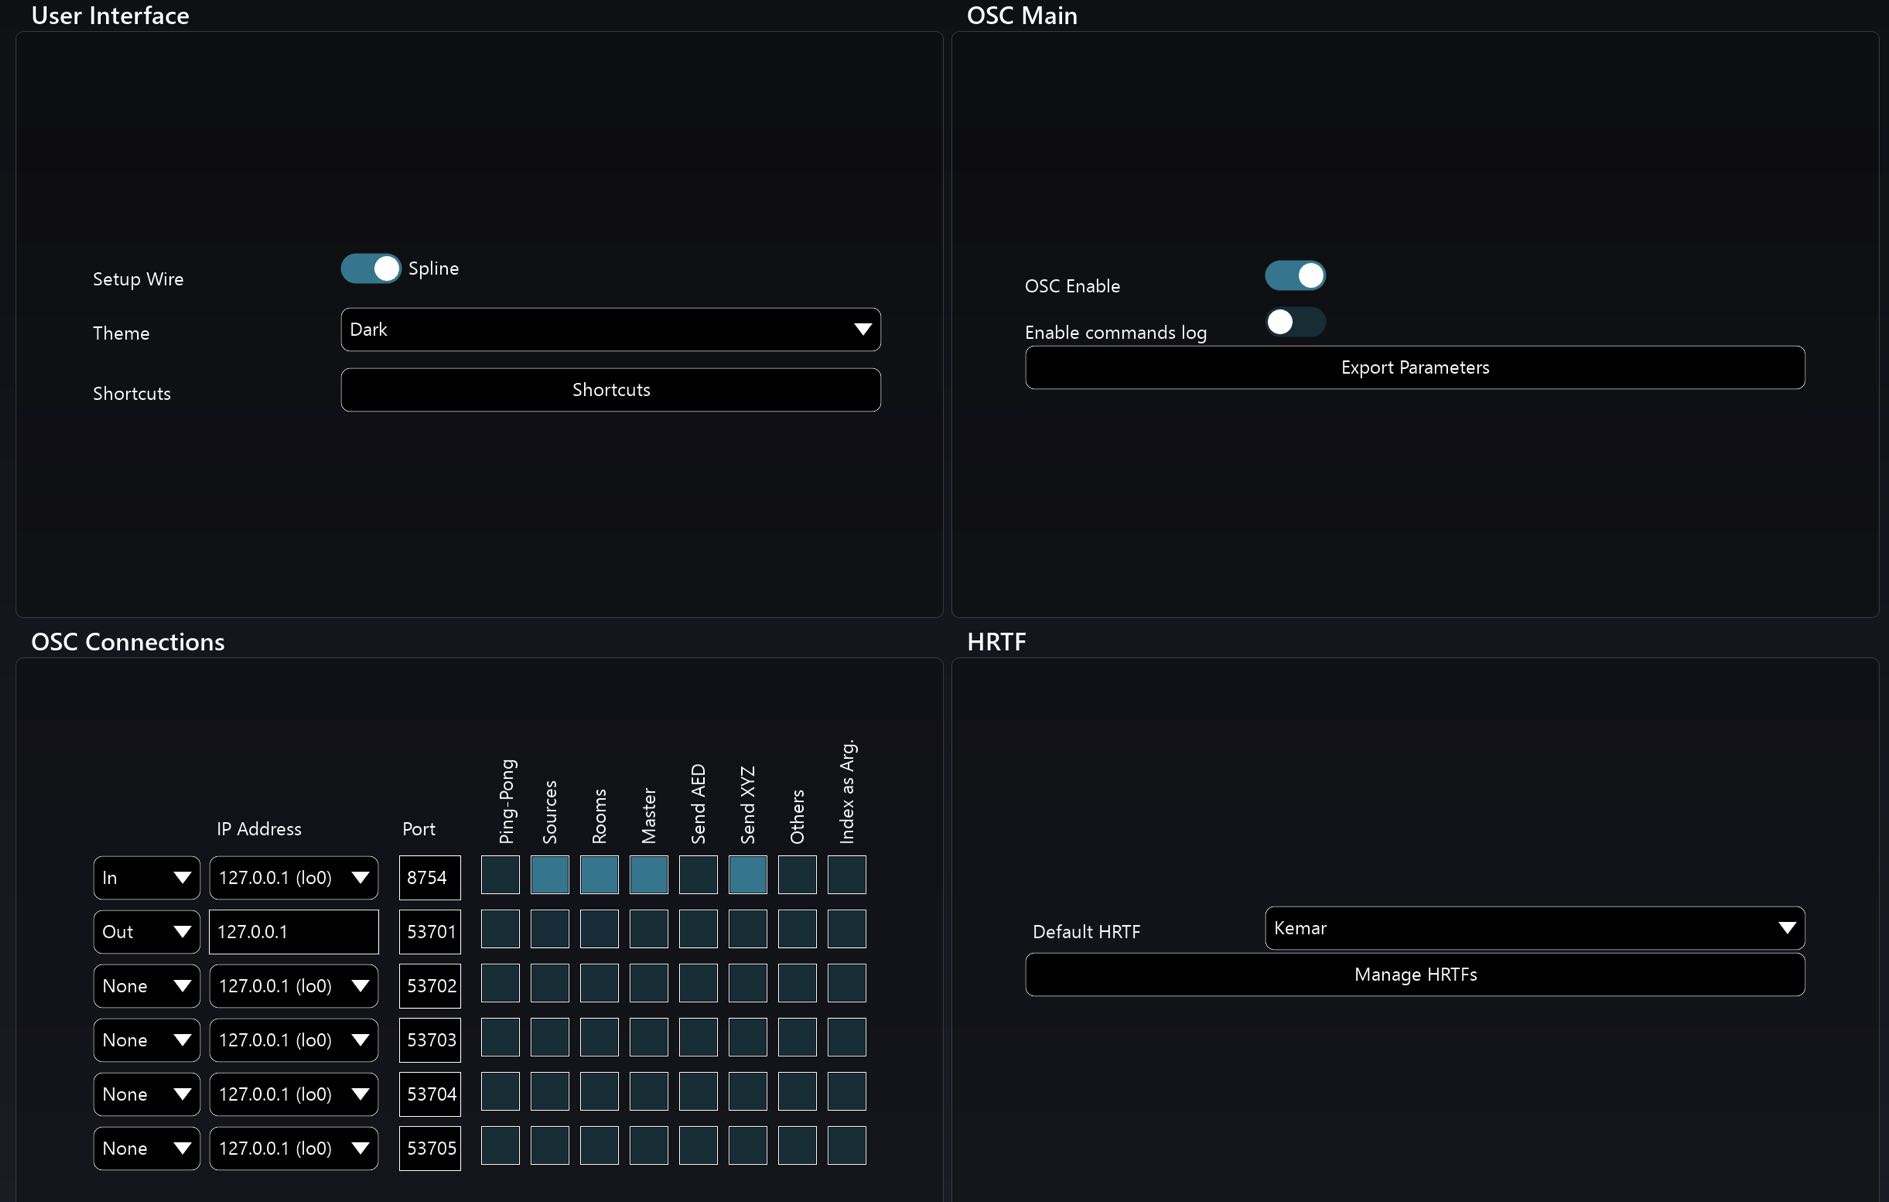 User Interface
Setup Wire
Spline
Theme
Dark
Shortcuts
Shortcuts
OSC Main
OSC Enable
Enable commands log
Export Parameters
OSC Connections
IP Address
Port
Ping-Pong
Sources
Rooms
Master
Send AED
Send XYZ
Others
Index as Arg.
In 127.0.0.1 (lo0) 8754
Out 127.0.0.1 53701
None 127.0.0.1 (lo0) 53702
None 127.0.0.1 (lo0) 53703
None 127.0.0.1 (lo0) 53704
None 127.0.0.1 (lo0) 53705
HRTF
Default HRTF
Kemar
Manage HRTFs